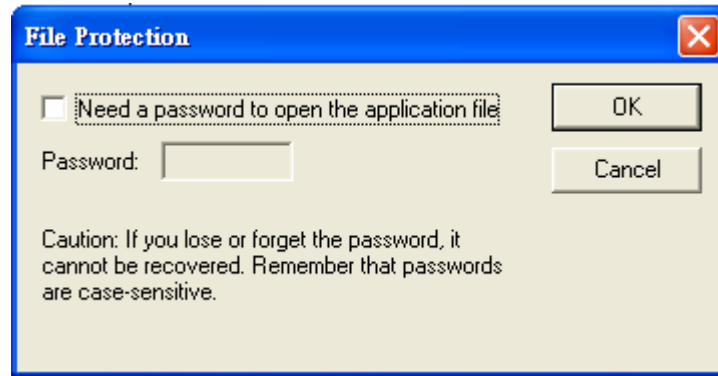 File Protection
Need a password to open the application file
OK
Password:
Cancel
Caution: If you lose or forget the password, it
cannot be recovered. Remember that passwords
are case-sensitive.